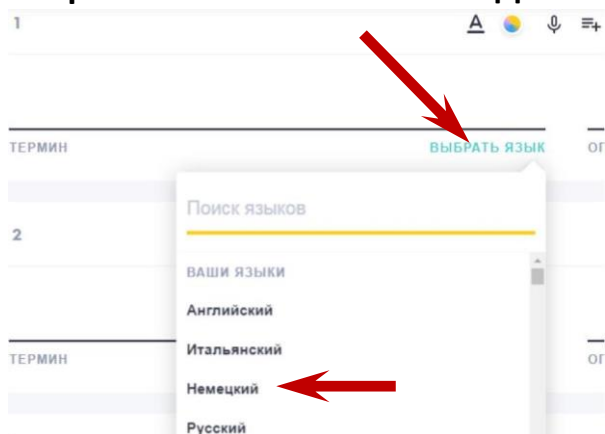 1
ТЕРМИН ВЫБРАТЬ ЯЗЫК
Поиск языков
2
ВАШИ ЯЗЫКИ
Английский
Итальянский
ТЕРМИН
Немецкий
Русский